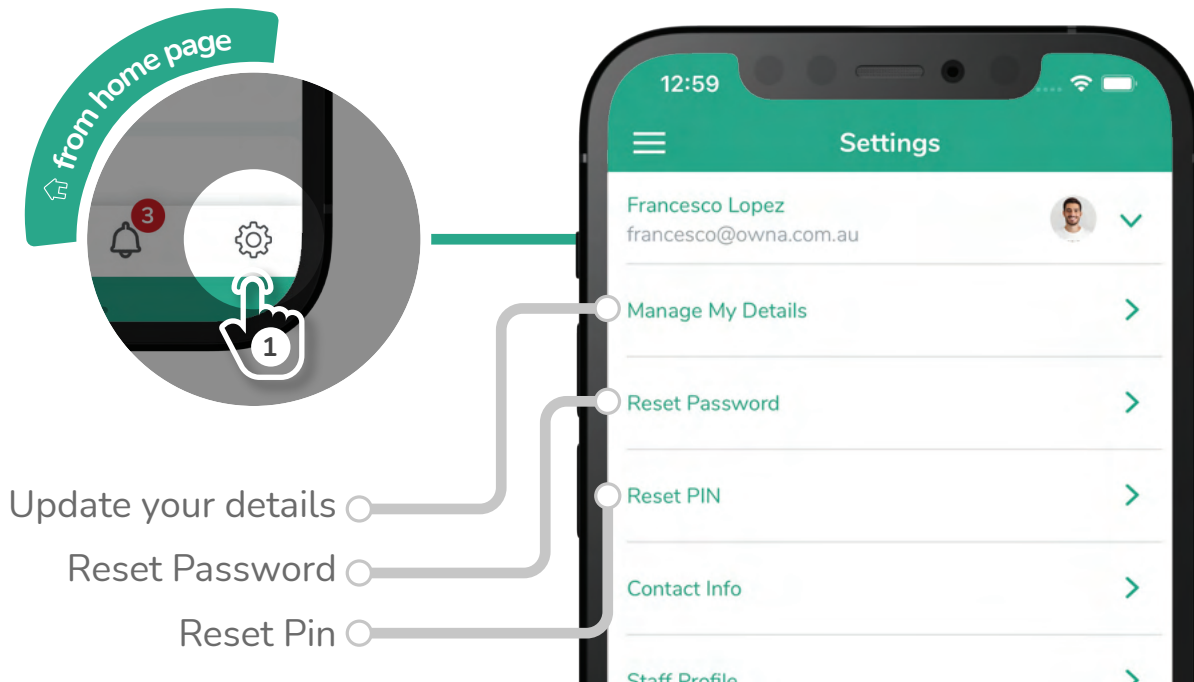 from home page
3
1
12:59
Settings
Francesco Lopez
francesco@owna.com.au
Manage My Details
Reset Password
Reset PIN
Contact Info
Staff Profile
Update your details
Reset Password
Reset Pin